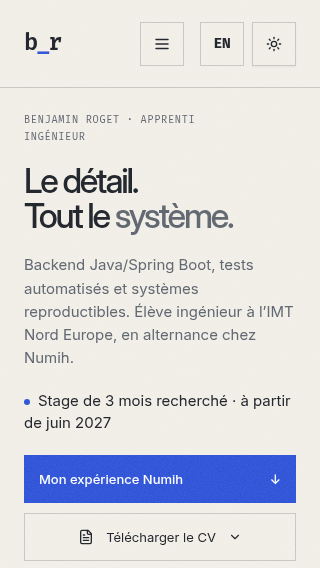 b_r
EN
BENJAMIN ROGET · APPRENTI
INGÉNIEUR
Le détail.
Tout le système.
Backend Java/Spring Boot, tests
automatisés et systèmes
reproductibles. Élève ingénieur à l’IMT
Nord Europe, en alternance chez
Numih.
Stage de 3 mois recherché · à partir
de juin 2027
Mon expérience Numih
Télécharger le CV